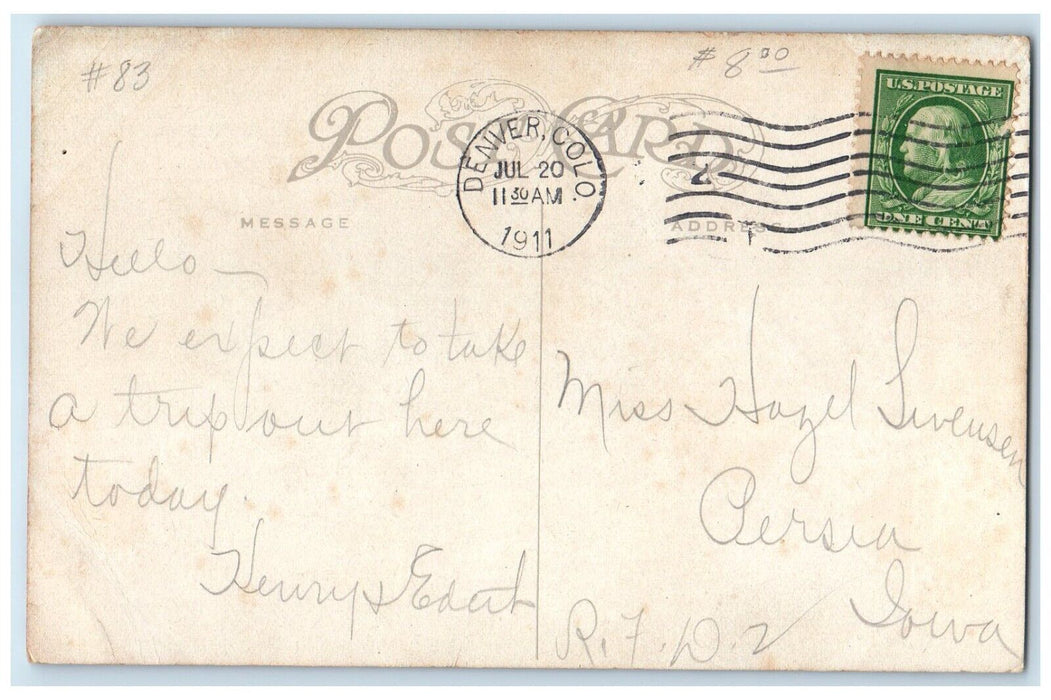 #83
#8 00
POST CARD
U.S. POSTAGE
ONE CENT
DENVER, COLO.
JUL 20
11 30 AM
1911
2
T
MESSAGE
ADDRESS
Hello —
We expect to take
a trip out here
today.
Henry &
Miss Hazel Swensen
Persia
Iowa
R.F.D. 2